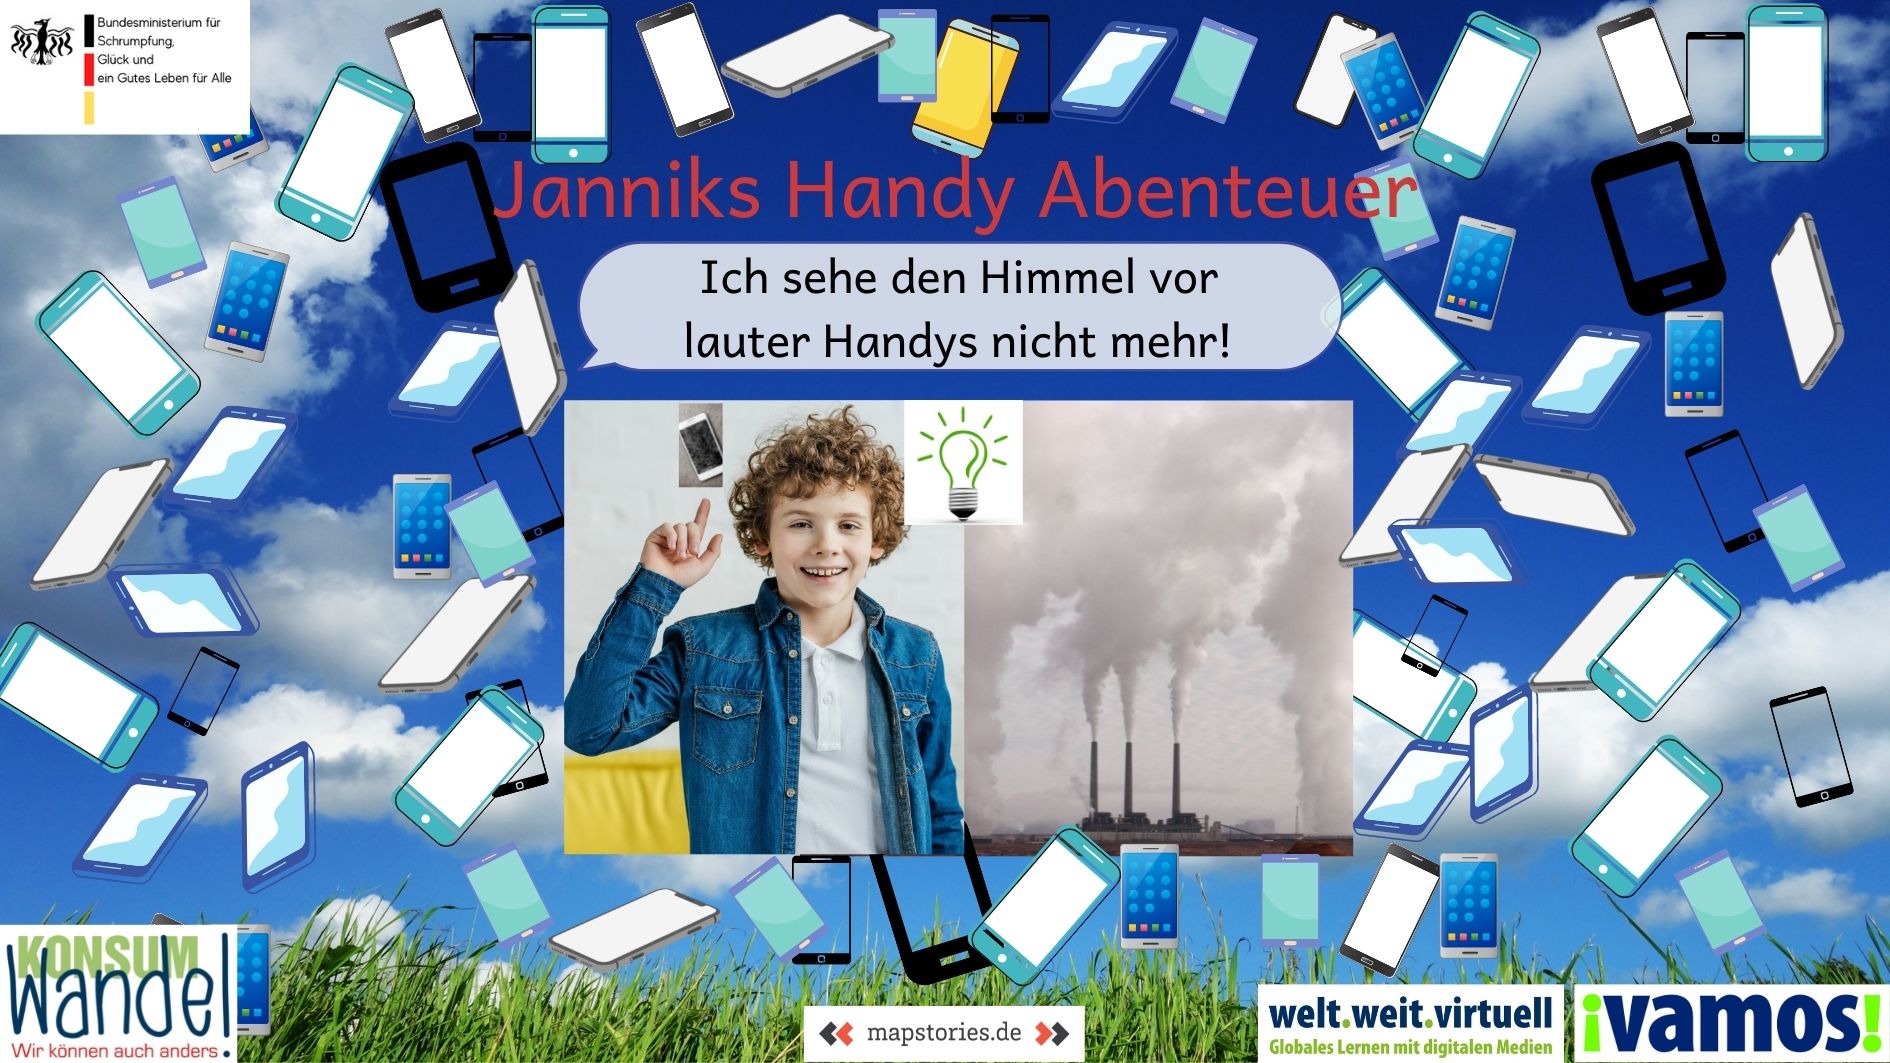 Bundesministerium für
Schrumpfung,
Glück und
ein Gutes Leben für Alle
Janniks Handy Abenteuer
Ich sehe den Himmel vor
lauter Handys nicht mehr!
KONSUM
Wandel!
Wir können auch anders.
mapstories.de
welt.weit.virtuell
Globales Lernen mit digitalen Medien
¡vamos!